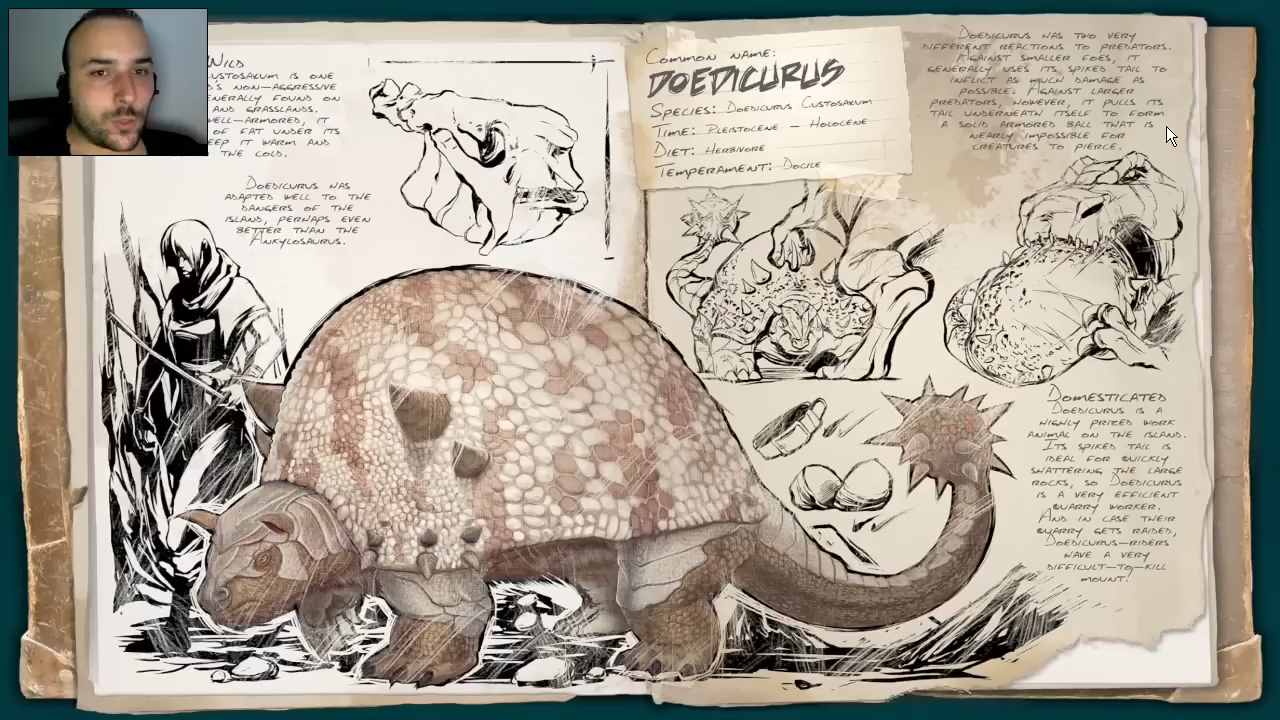 Wild
ustosaxum is one
's non-aggressive
enerally found on
and grasslands.
ell-armored, it
of fat under its
eep it warm and
the cold.
Doedicurus has
adapted well to the
dangers of the
island, perhaps even
better than the
Ankylosaurus.
Common name:
DOEDICURUS
Species: Doedicurus Custosaxum
Time: Pleistocene – Holocene
Diet: Herbivore
Temperament: Docile
Doedicurus has two very
different reactions to predators.
Against smaller foes, it
generally uses its spiked tail to
inflict as much damage as
possible. Against larger
predators, however, it pulls its
tail underneath itself to form
a solid armored ball that is
nearly impossible for
creatures to pierce.
Domesticated
Doedicurus is a
highly prized work
animal on the island.
Its spiked tail is
ideal for quickly
shattering the large
rocks, so Doedicurus
is a very efficient
quarry worker.
And in case their
quarry gets raided,
Doedicurus-riders
have a very
difficult-to-kill
mount!